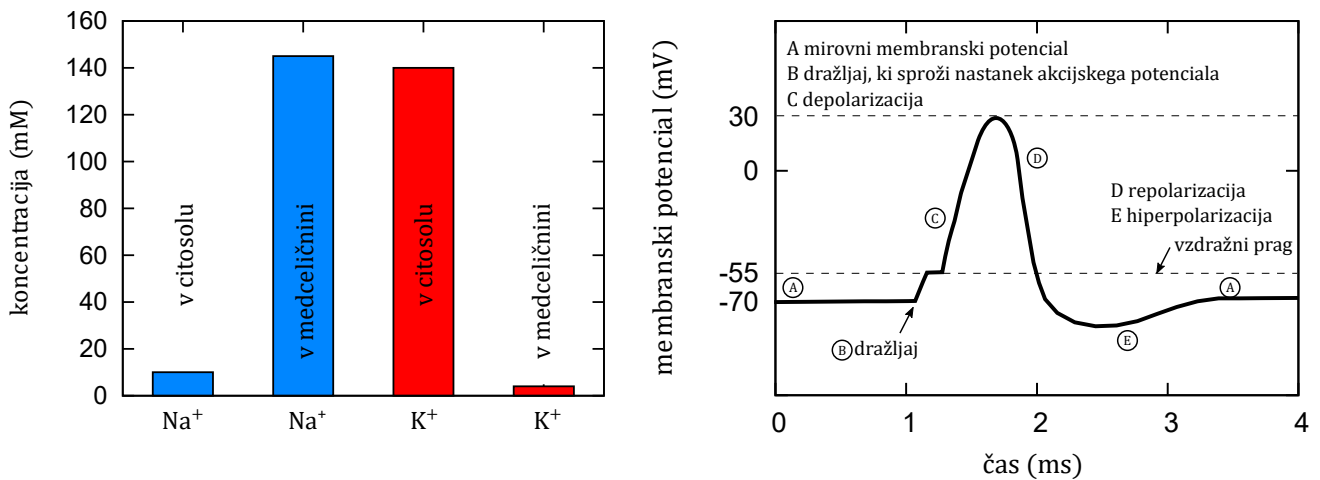 koncentracija (mM)
160
140
120
100
80
60
40
20
0
v citosolu
v medceličnini
v citosolu
v medceličnini
Na+
Na+
K+
K+
membranski potencial (mV)
30
0
-55
-70
A mirovni membranski potencial
B dražljaj, ki sproži nastanek akcijskega potenciala
C depolarizacija
D
C
D repolarizacija
E hiperpolarizacija
vzdražni prag
A
A
B dražljaj
E
0
1
2
3
4
čas (ms)